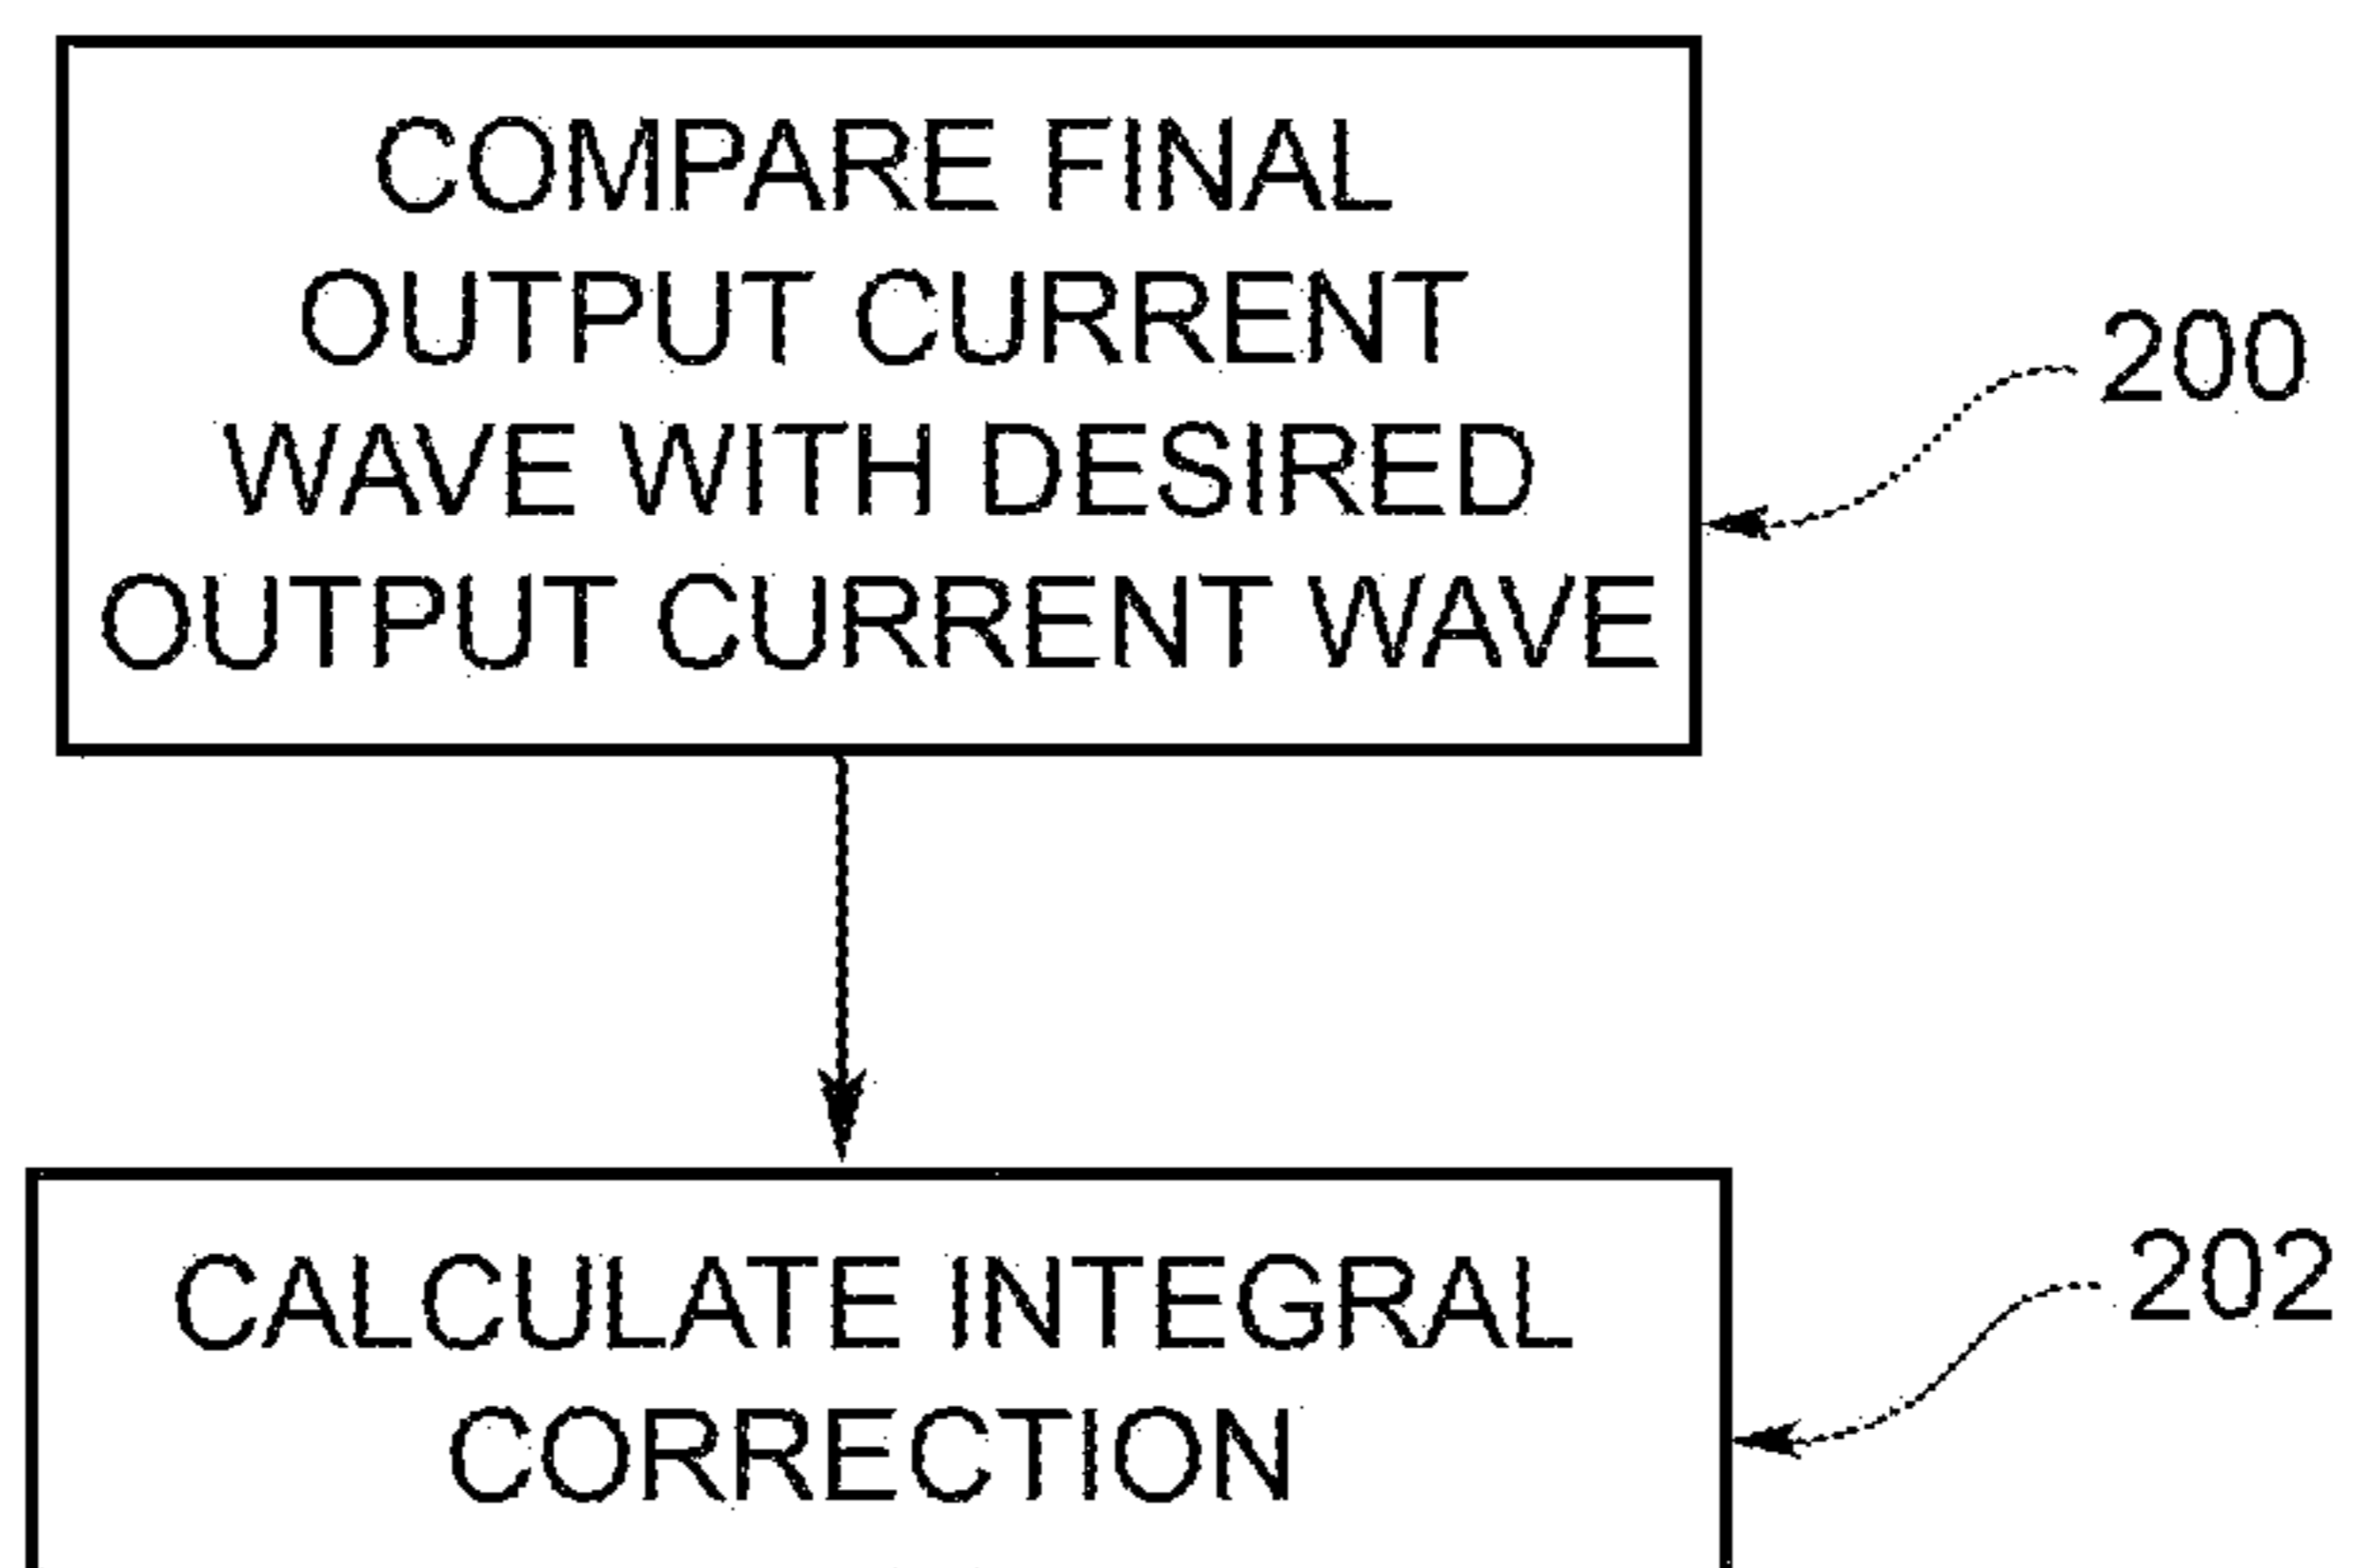 COMPARE FINAL
OUTPUT CURRENT
WAVE WITH DESIRED
OUTPUT CURRENT WAVE
200
CALCULATE INTEGRAL
CORRECTION
202